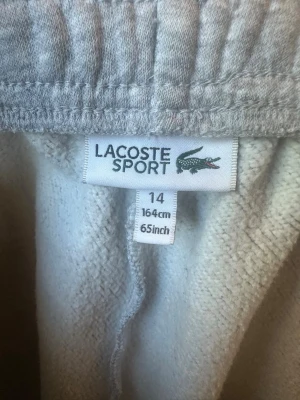 LACOSTE
SPORT
14
164cm
65inch